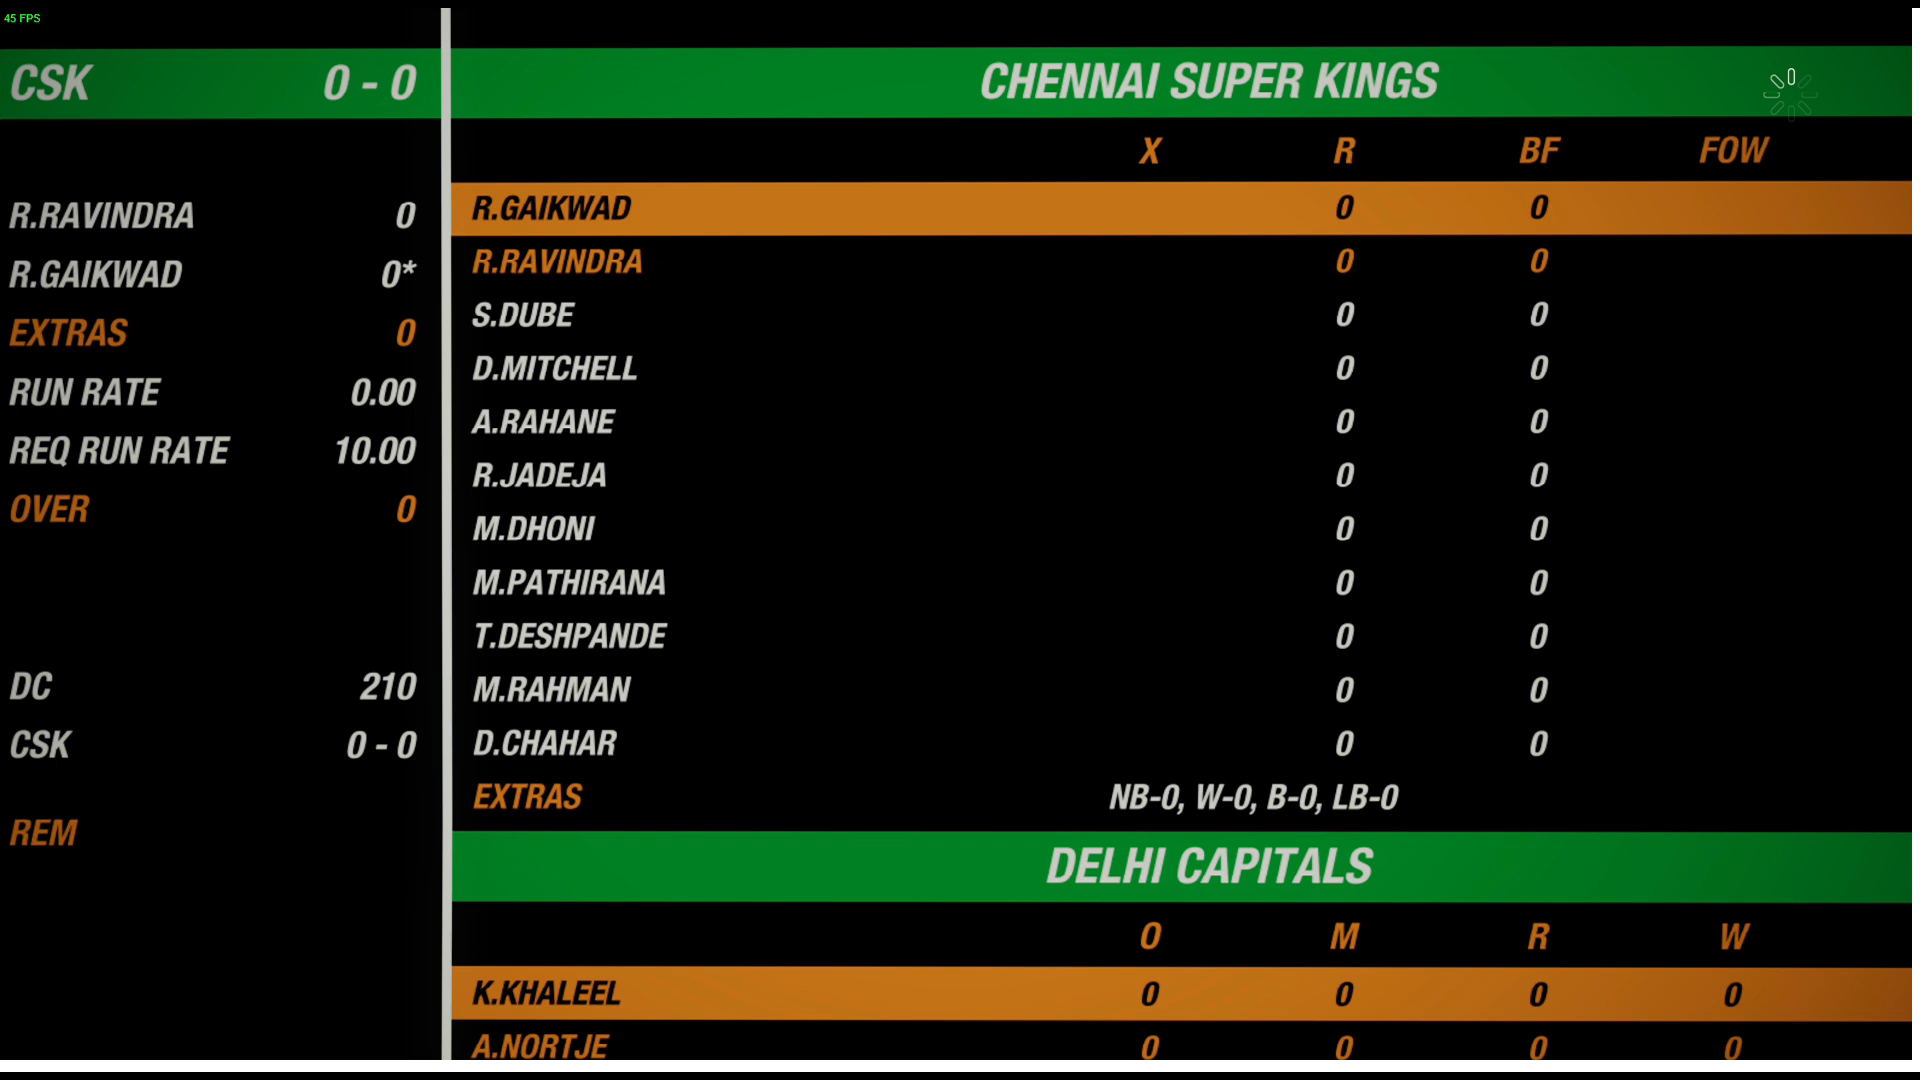 45 FPS
CSK 0 - 0
R.RAVINDRA 0
R.GAIKWAD 0*
EXTRAS 0
RUN RATE 0.00
REQ RUN RATE 10.00
OVER 0
DC 210
CSK 0 - 0
REM
CHENNAI SUPER KINGS
X R BF FOW
R.GAIKWAD 0 0
R.RAVINDRA 0 0
S.DUBE 0 0
D.MITCHELL 0 0
A.RAHANE 0 0
R.JADEJA 0 0
M.DHONI 0 0
M.PATHIRANA 0 0
T.DESHPANDE 0 0
M.RAHMAN 0 0
D.CHAHAR 0 0
EXTRAS NB-0, W-0, B-0, LB-0
DELHI CAPITALS
O M R W
K.KHALEEL 0 0 0 0
A.NORTJE 0 0 0 0